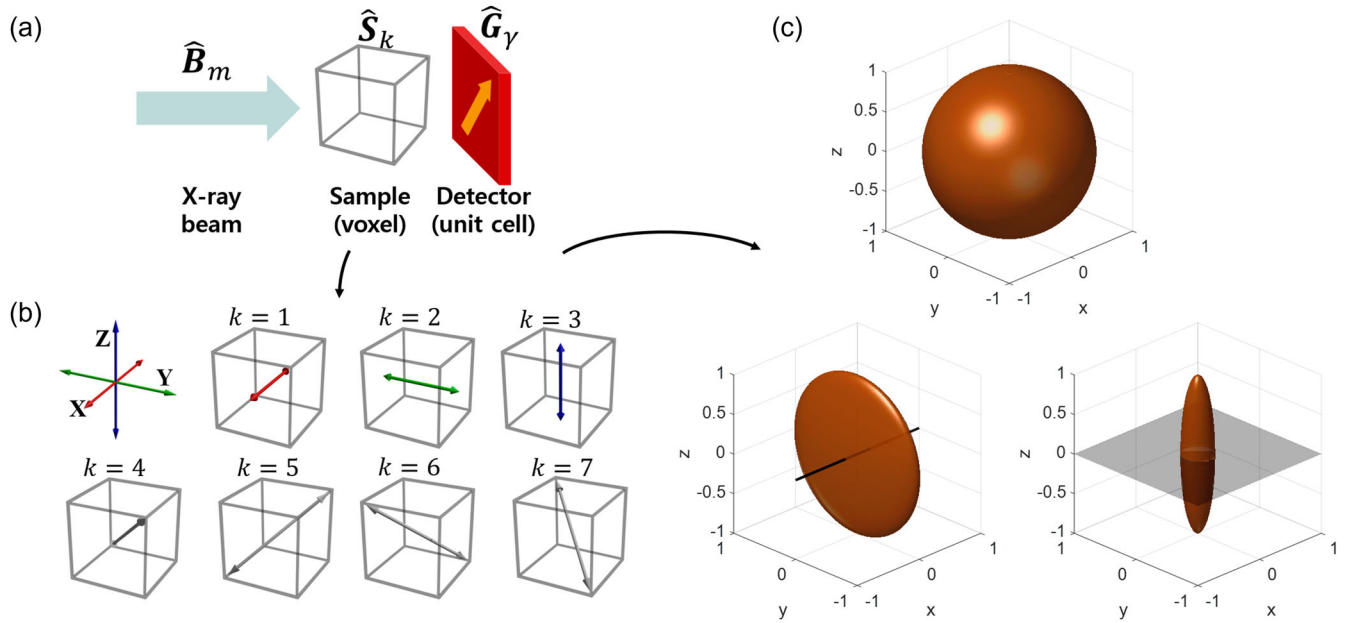 (a)
B̂m
Ŝk
Ĝγ
X-ray
beam
Sample
(voxel)
Detector
(unit cell)
(b)
Z
Y
X
k = 1
k = 2
k = 3
k = 4
k = 5
k = 6
k = 7
(c)
1
0.5
0
-0.5
-1
z
1
0
-1
y
-1
0
1
x
1
0.5
0
-0.5
-1
z
1
0
-1
y
-1
0
1
x
1
0.5
0
-0.5
-1
z
1
0
-1
y
-1
0
1
x